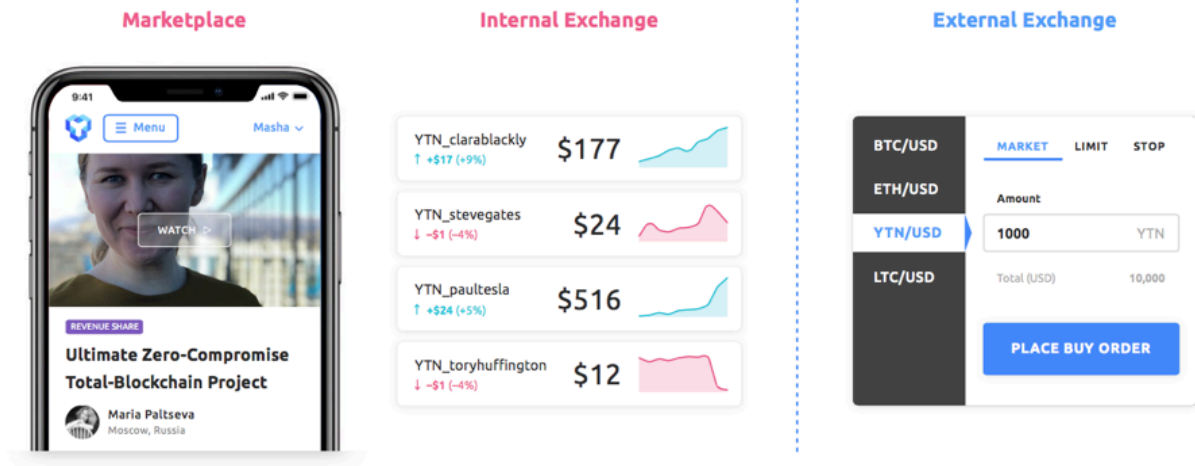 Marketplace
Internal Exchange
External Exchange
9:41
Menu
Masha
WATCH
REVENUE SHARE
Ultimate Zero-Compromise
Total-Blockchain Project
Maria Paltseva
Moscow, Russia
YTN_clarablackly
↑ +$17 (+9%)
$177
YTN_stevegates
↓ –$1 (–4%)
$24
YTN_paultesla
↑ +$24 (+5%)
$516
YTN_toryhuffington
↓ –$1 (–4%)
$12
BTC/USD
ETH/USD
YTN/USD
LTC/USD
MARKET LIMIT STOP
Amount
1000 YTN
Total (USD) 10,000
PLACE BUY ORDER